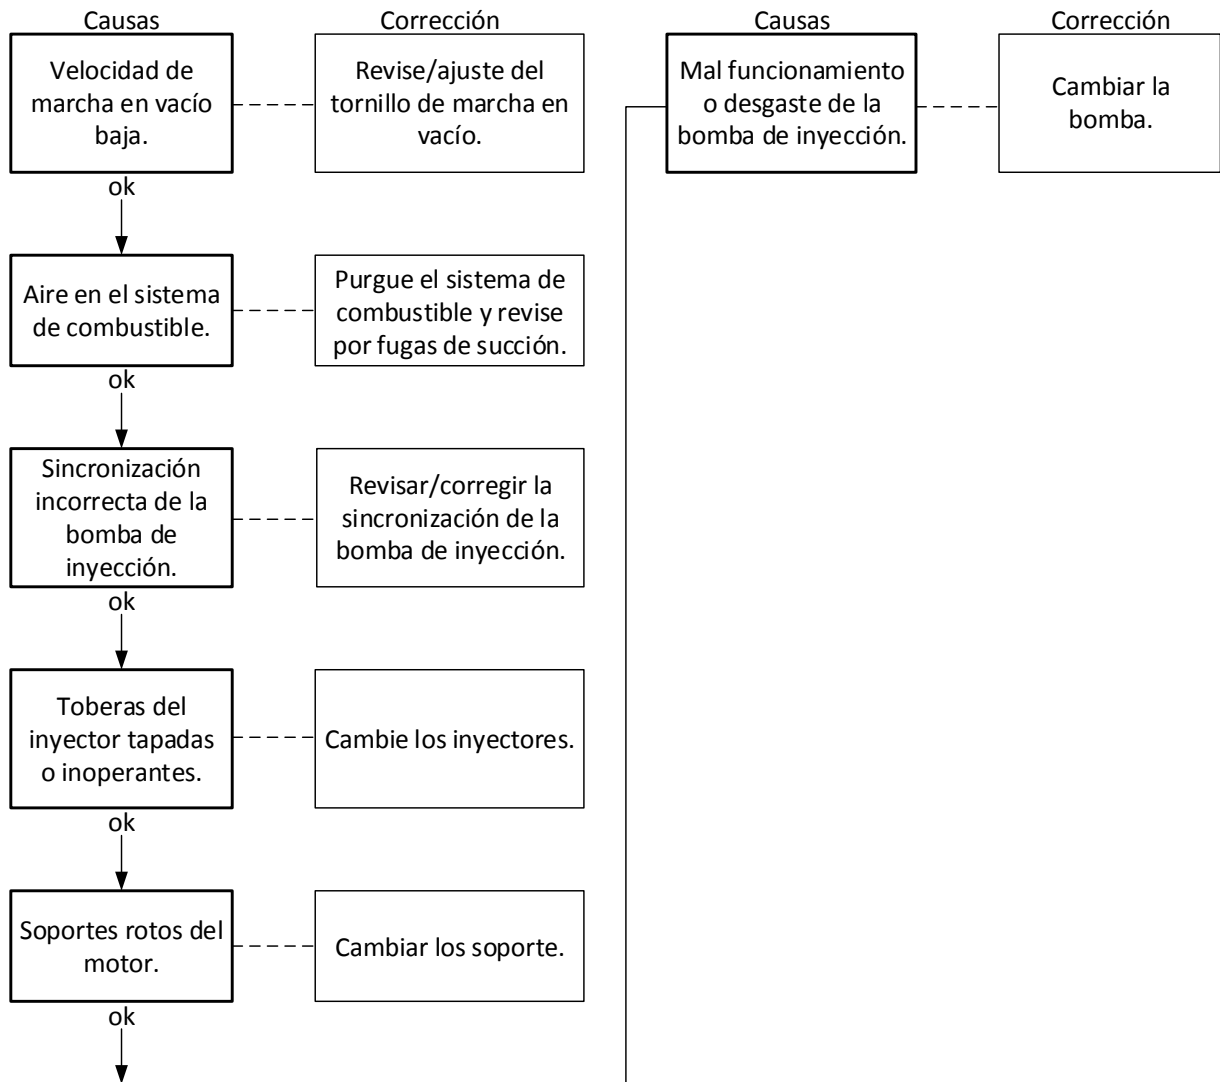 Causas
Corrección
Velocidad de
marcha en vacío
baja.
Revise/ajuste del
tornillo de marcha en
vacío.
ok
Aire en el sistema
de combustible.
Purgue el sistema de
combustible y revise
por fugas de succión.
ok
Sincronización
incorrecta de la
bomba de
inyección.
Revisar/corregir la
sincronización de la
bomba de inyección.
ok
Toberas del
inyector tapadas
o inoperantes.
Cambie los inyectores.
ok
Soportes rotos del
motor.
Cambiar los soporte.
ok
Causas
Corrección
Mal funcionamiento
o desgaste de la
bomba de inyección.
Cambiar la
bomba.